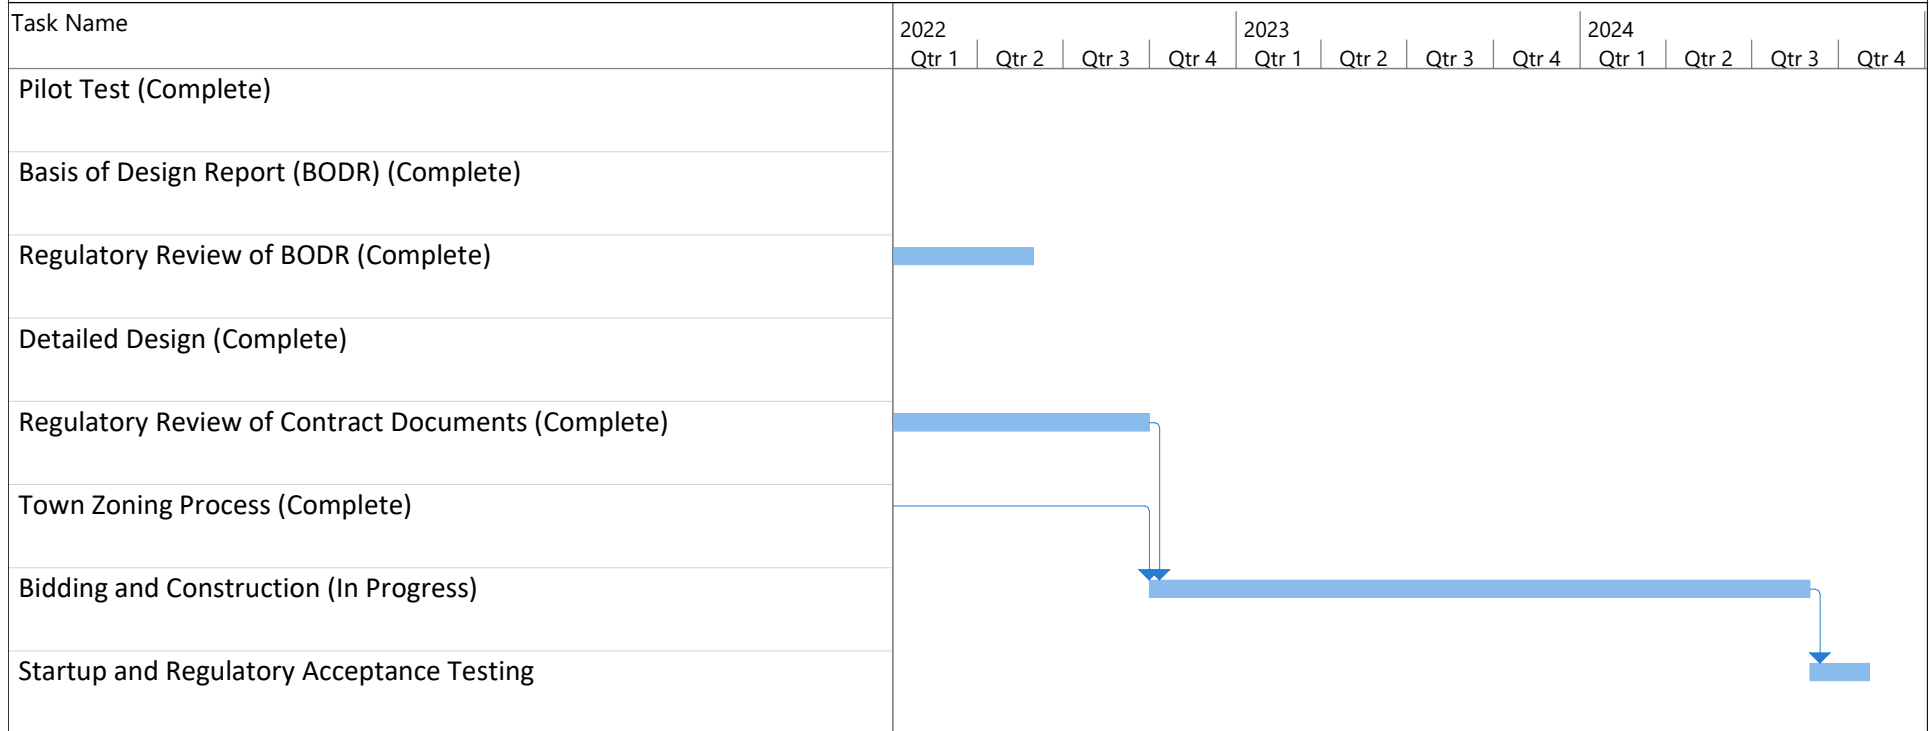 Task Name
2022 2023 2024
Qtr 1 Qtr 2 Qtr 3 Qtr 4 Qtr 1 Qtr 2 Qtr 3 Qtr 4 Qtr 1 Qtr 2 Qtr 3 Qtr 4
Pilot Test (Complete)
Basis of Design Report (BODR) (Complete)
Regulatory Review of BODR (Complete)
Detailed Design (Complete)
Regulatory Review of Contract Documents (Complete)
Town Zoning Process (Complete)
Bidding and Construction (In Progress)
Startup and Regulatory Acceptance Testing